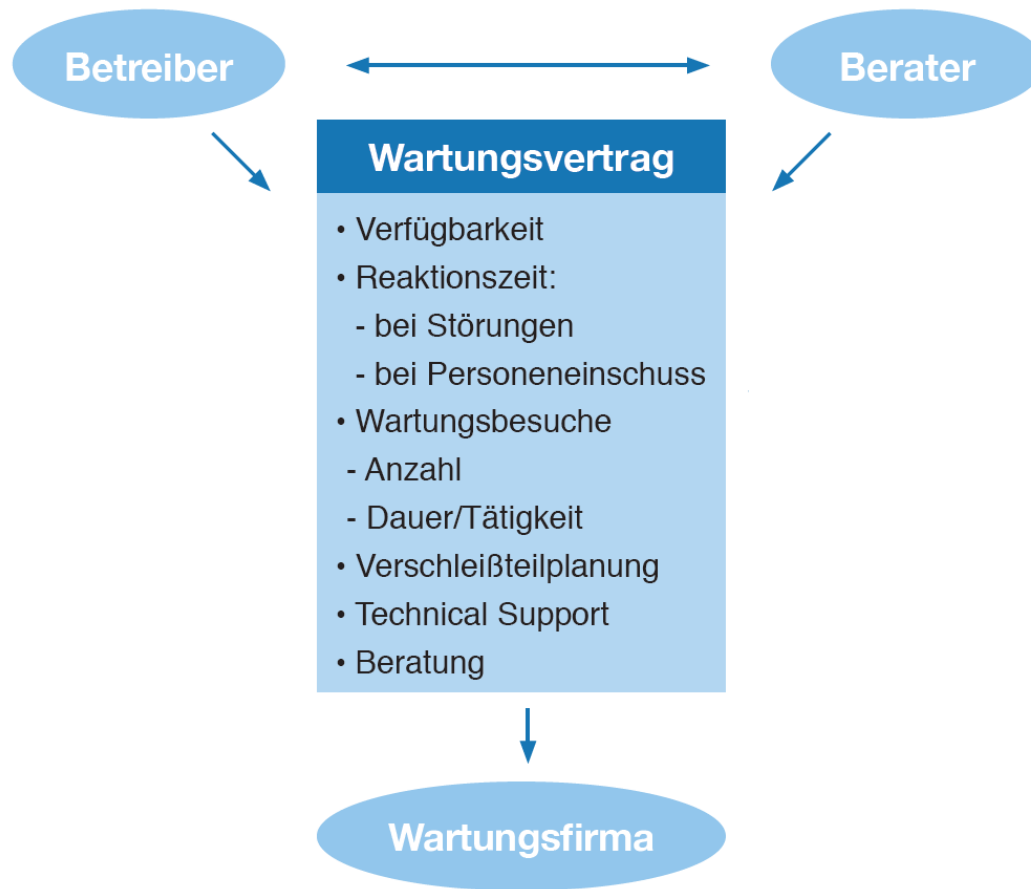 Betreiber
Berater
Wartungsvertrag
• Verfügbarkeit
• Reaktionszeit:
- bei Störungen
- bei Personeneinschuss
• Wartungsbesuche
- Anzahl
- Dauer/Tätigkeit
• Verschleißteilplanung
• Technical Support
• Beratung
Wartungsfirma